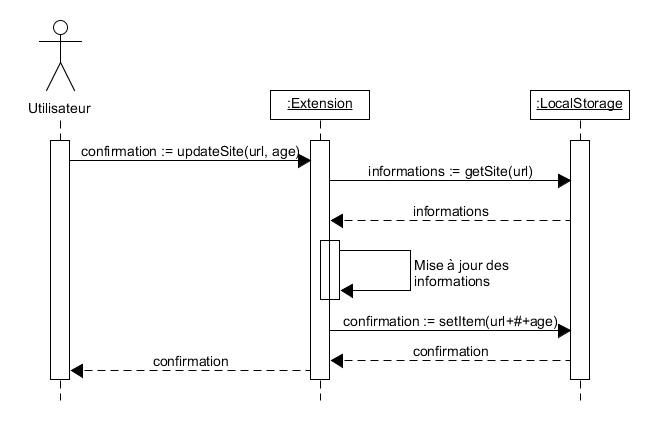 Utilisateur
:Extension
:LocalStorage
confirmation := updateSite(url, age)
informations := getSite(url)
informations
Mise à jour des
informations
confirmation := setItem(url+#+age)
confirmation
confirmation